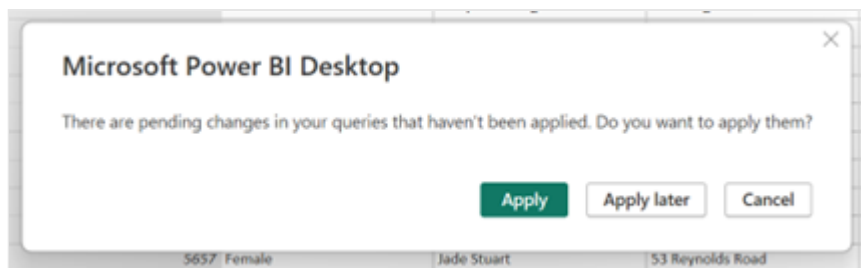 Microsoft Power BI Desktop
There are pending changes in your queries that haven't been applied. Do you want to apply them?
Apply Apply later Cancel
5657 Female Jade Stuart 53 Reynolds Road